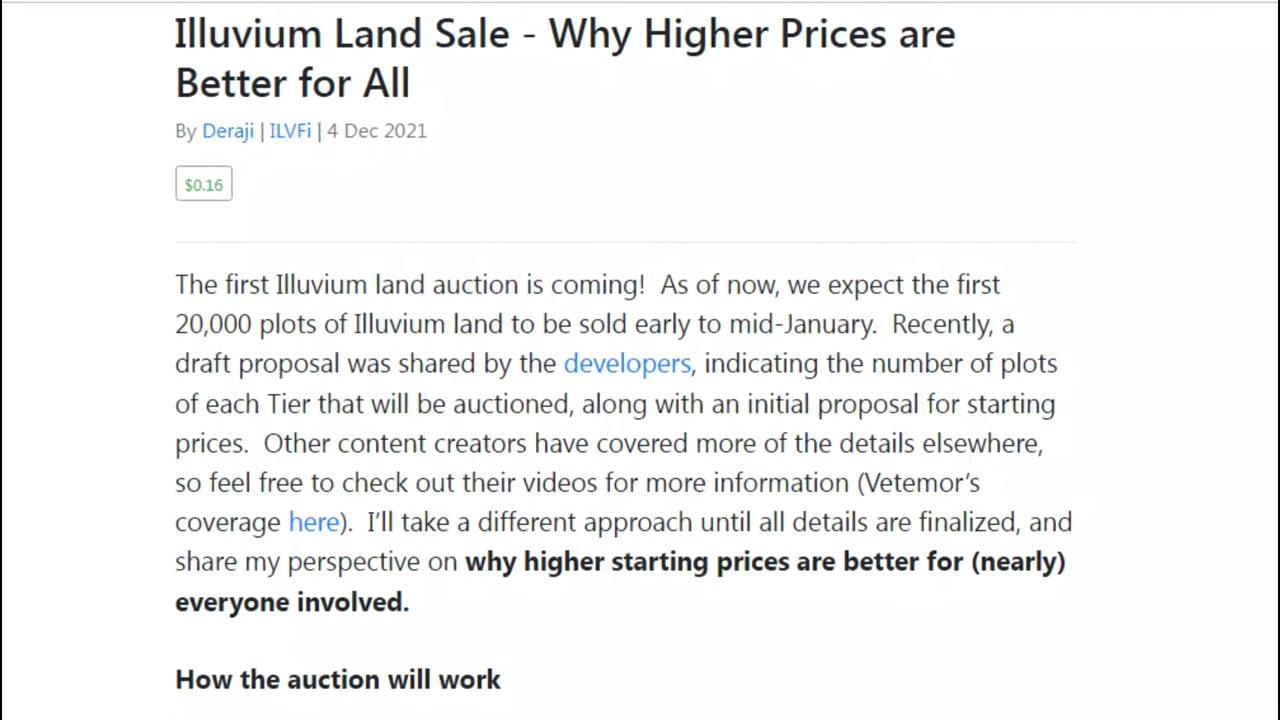 Illuvium Land Sale - Why Higher Prices are
Better for All
By Deraji | ILVFi | 4 Dec 2021
$0.16
The first Illuvium land auction is coming!  As of now, we expect the first
20,000 plots of Illuvium land to be sold early to mid-January.  Recently, a
draft proposal was shared by the developers, indicating the number of plots
of each Tier that will be auctioned, along with an initial proposal for starting
prices.  Other content creators have covered more of the details elsewhere,
so feel free to check out their videos for more information (Vetemor’s
coverage here).  I’ll take a different approach until all details are finalized, and
share my perspective on why higher starting prices are better for (nearly)
everyone involved.
How the auction will work